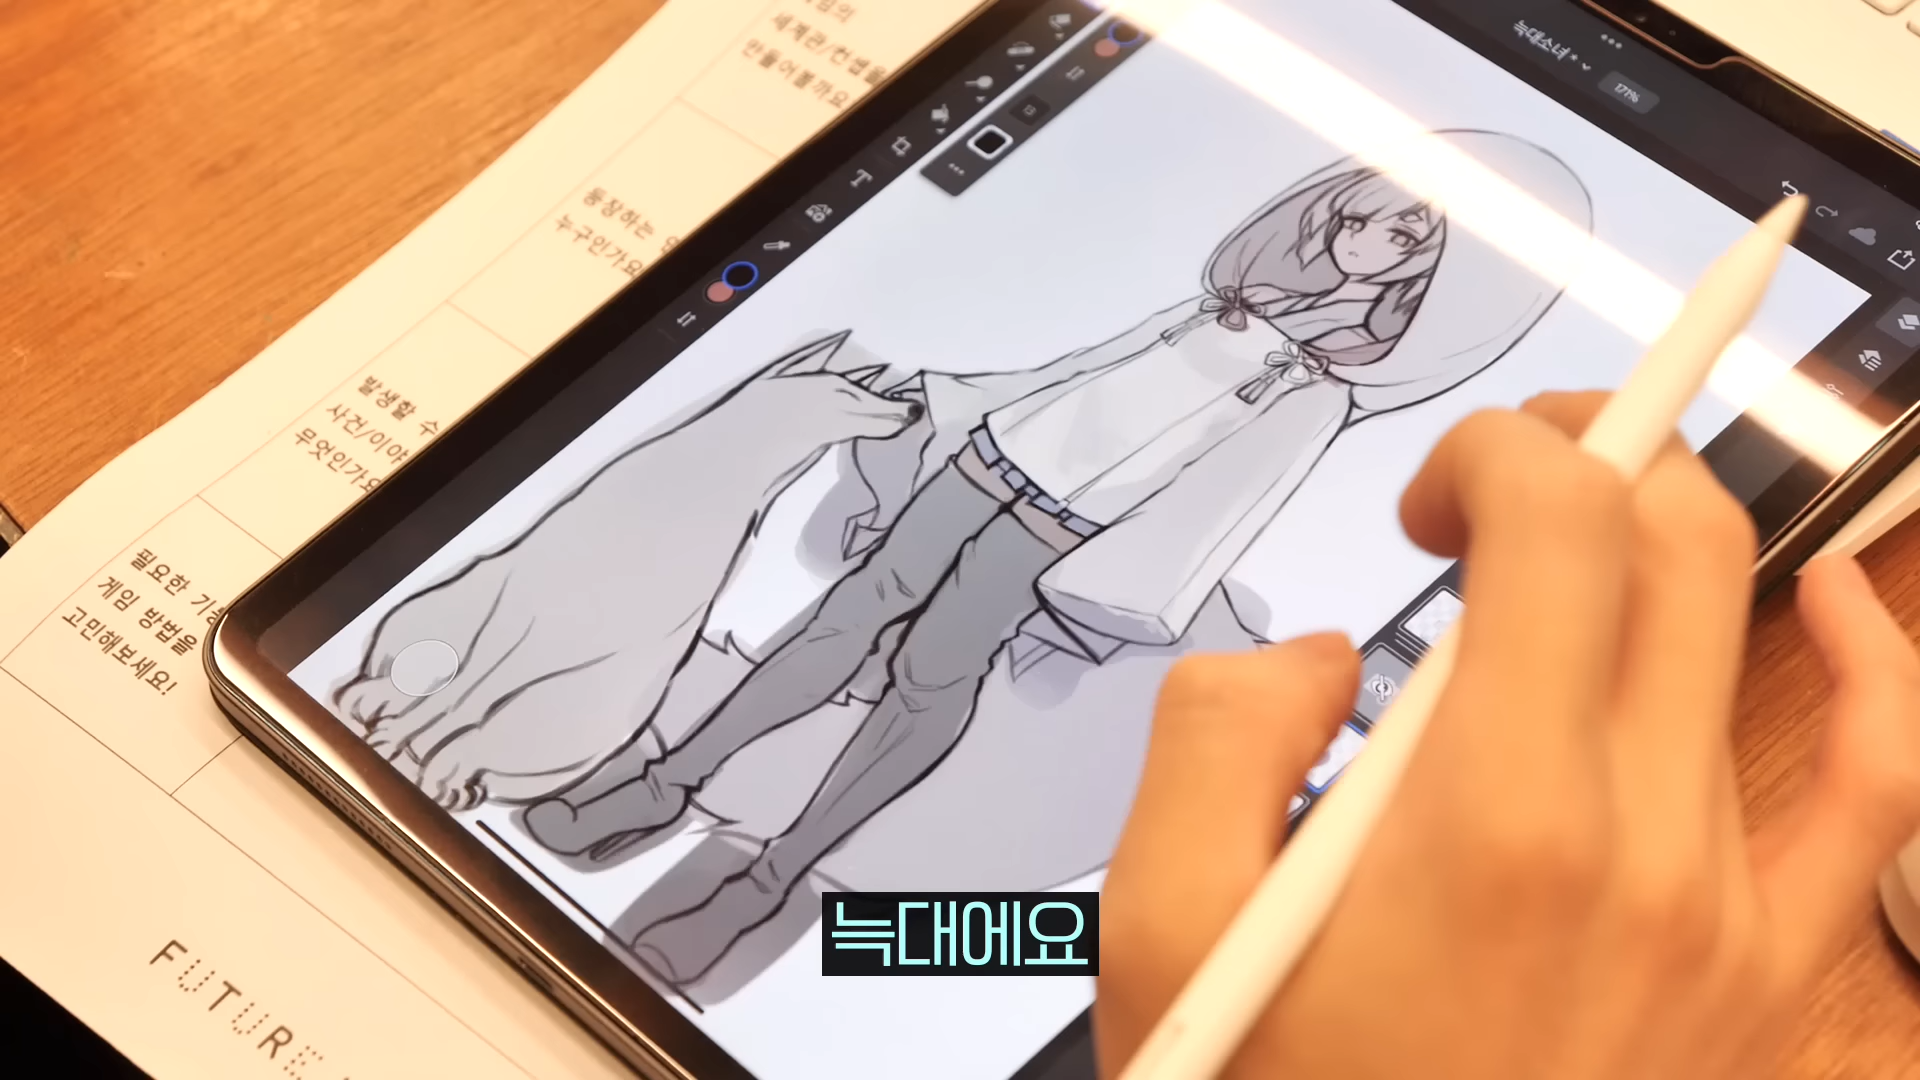 세계관/컨셉을
만들어볼까요
등장하는
누구인가요
발생할 수
사건/이야
무엇인가요
필요한 기능
게임 방법을
고민해보세요!
FUTURE
늑대소녀*
171%
13
T
늑대에요